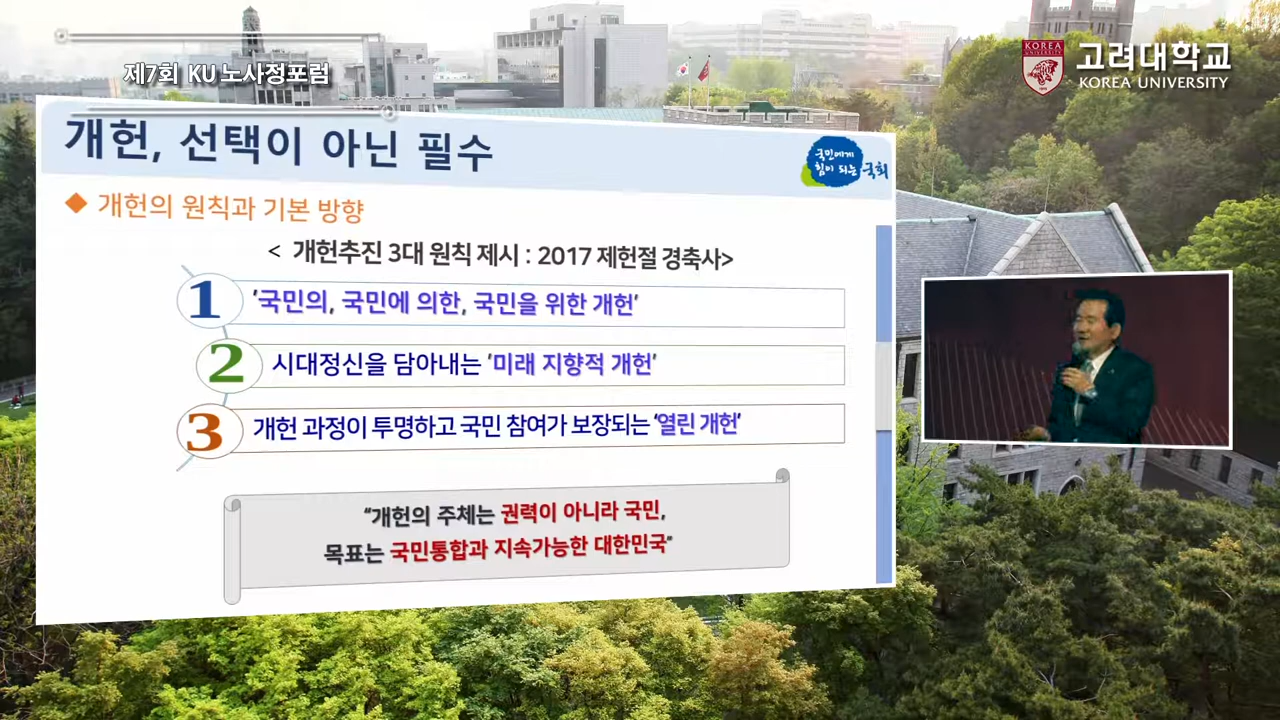 제7회 KU 노사정포럼
KOREA
UNIVERSITY
고려대학교
KOREA UNIVERSITY
개헌, 선택이 아닌 필수
국민에게
힘이 되는 국회
◆ 개헌의 원칙과 기본 방향
< 개헌추진 3대 원칙 제시 : 2017 제헌절 경축사>
1 '국민의, 국민에 의한, 국민을 위한 개헌'
2 시대정신을 담아내는 '미래 지향적 개헌'
3 개헌 과정이 투명하고 국민 참여가 보장되는 '열린 개헌'
"개헌의 주체는 권력이 아니라 국민,
목표는 국민통합과 지속가능한 대한민국"